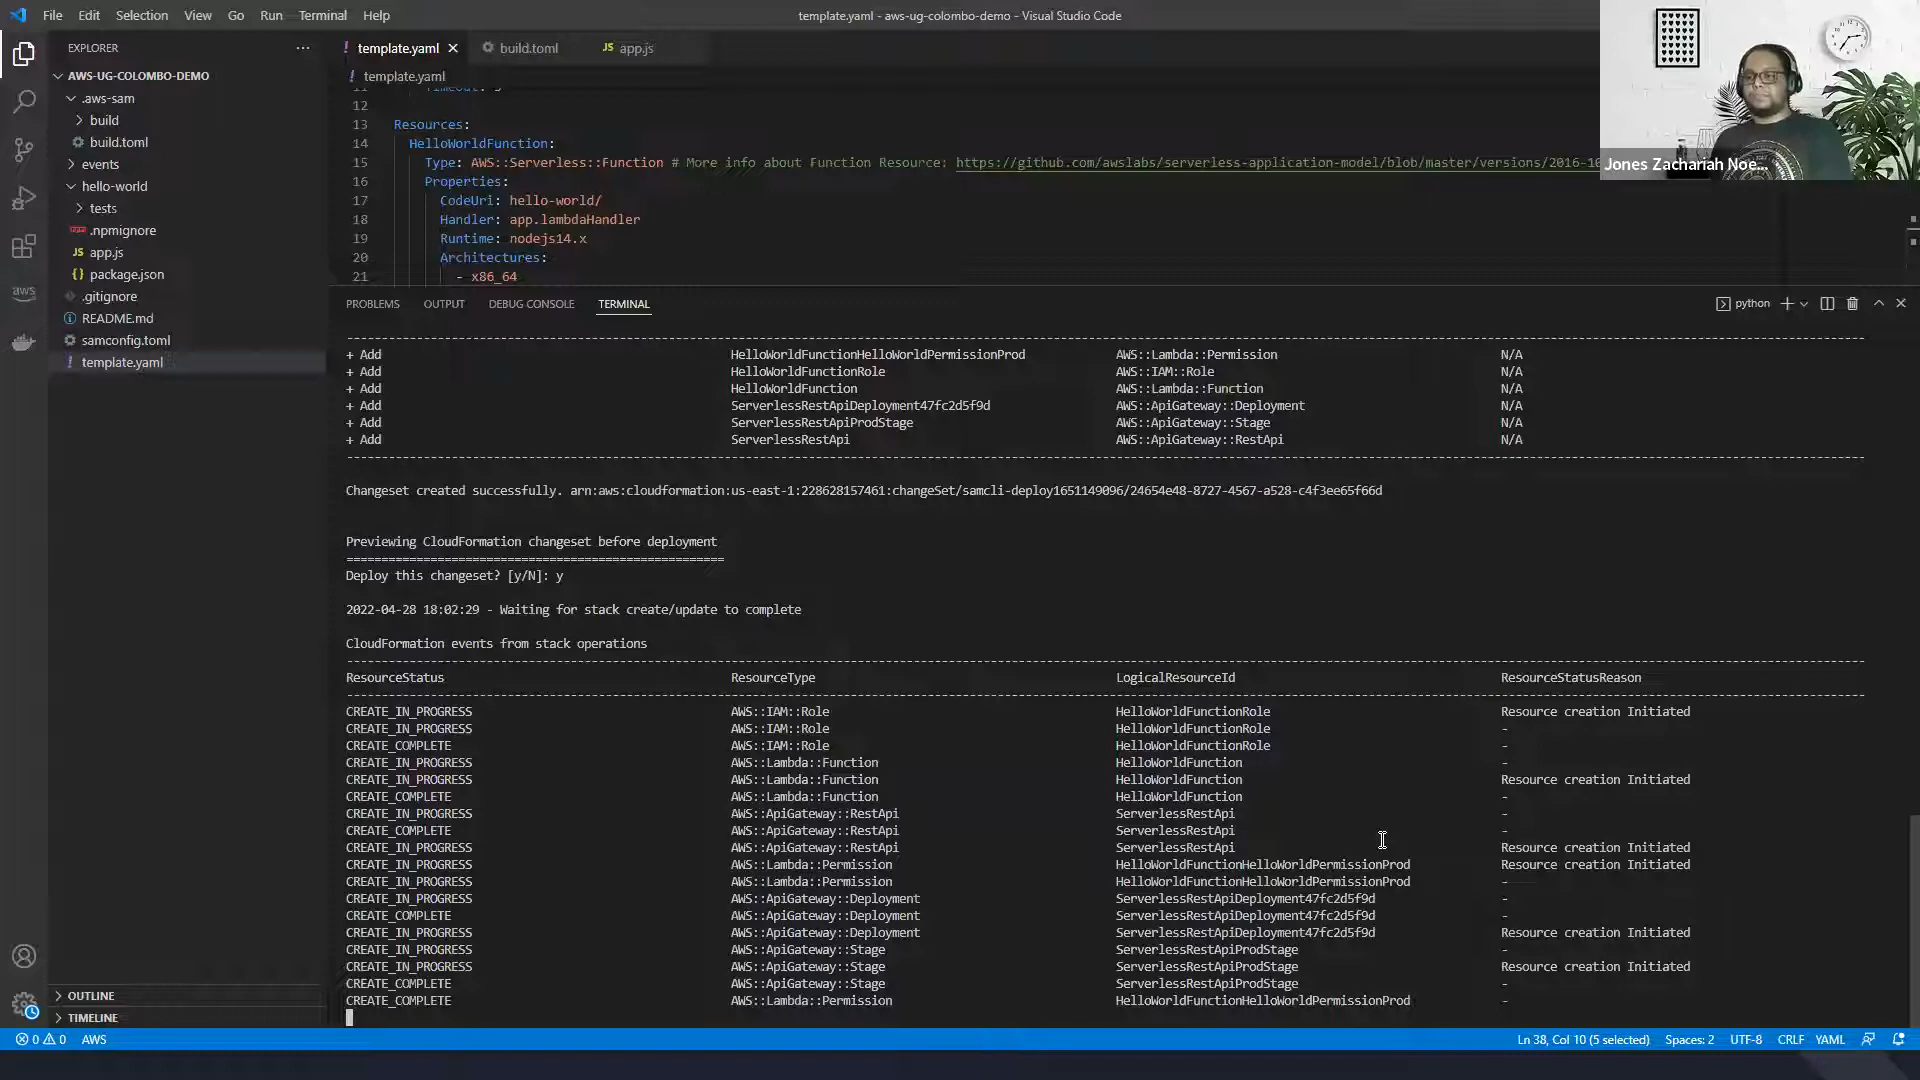 File Edit Selection View Go Run Terminal Help
template.yaml - aws-ug-colombo-demo - Visual Studio Code
EXPLORER
AWS-UG-COLOMBO-DEMO
.aws-sam
build
build.toml
events
hello-world
tests
.npmignore
app.js
package.json
.gitignore
README.md
samconfig.toml
template.yaml
OUTLINE
TIMELINE
aws
template.yaml build.toml JS app.js
template.yaml
12
13 Resources:
14 HelloWorldFunction:
15 Type: AWS::Serverless::Function # More info about Function Resource: https://github.com/awslabs/serverless-application-model/blob/master/versions/2016-10
16 Properties:
17 CodeUri: hello-world/
18 Handler: app.lambdaHandler
19 Runtime: nodejs14.x
20 Architectures:
21 - x86_64
Jones Zachariah Noe...
PROBLEMS OUTPUT DEBUG CONSOLE TERMINAL
python
+ Add HelloWorldFunctionHelloWorldPermissionProd AWS::Lambda::Permission N/A
+ Add HelloWorldFunctionRole AWS::IAM::Role N/A
+ Add HelloWorldFunction AWS::Lambda::Function N/A
+ Add ServerlessRestApiDeployment47fc2d5f9d AWS::ApiGateway::Deployment N/A
+ Add ServerlessRestApiProdStage AWS::ApiGateway::Stage N/A
+ Add ServerlessRestApi AWS::ApiGateway::RestApi N/A
Changeset created successfully. arn:aws:cloudformation:us-east-1:228628157461:changeSet/samcli-deploy1651149096/24654e48-8727-4567-a528-c4f3ee65f66d
Previewing CloudFormation changeset before deployment
Deploy this changeset? [y/N]: y
2022-04-28 18:02:29 - Waiting for stack create/update to complete
CloudFormation events from stack operations
ResourceStatus ResourceType LogicalResourceId ResourceStatusReason
CREATE_IN_PROGRESS AWS::IAM::Role HelloWorldFunctionRole Resource creation Initiated
CREATE_IN_PROGRESS AWS::IAM::Role HelloWorldFunctionRole -
CREATE_COMPLETE AWS::IAM::Role HelloWorldFunctionRole -
CREATE_IN_PROGRESS AWS::Lambda::Function HelloWorldFunction -
CREATE_IN_PROGRESS AWS::Lambda::Function HelloWorldFunction Resource creation Initiated
CREATE_COMPLETE AWS::Lambda::Function HelloWorldFunction -
CREATE_IN_PROGRESS AWS::ApiGateway::RestApi ServerlessRestApi -
CREATE_COMPLETE AWS::ApiGateway::RestApi ServerlessRestApi -
CREATE_IN_PROGRESS AWS::ApiGateway::RestApi ServerlessRestApi Resource creation Initiated
CREATE_IN_PROGRESS AWS::Lambda::Permission HelloWorldFunctionHelloWorldPermissionProd Resource creation Initiated
CREATE_IN_PROGRESS AWS::Lambda::Permission HelloWorldFunctionHelloWorldPermissionProd -
CREATE_IN_PROGRESS AWS::ApiGateway::Deployment ServerlessRestApiDeployment47fc2d5f9d -
CREATE_COMPLETE AWS::ApiGateway::Deployment ServerlessRestApiDeployment47fc2d5f9d -
CREATE_IN_PROGRESS AWS::ApiGateway::Deployment ServerlessRestApiDeployment47fc2d5f9d Resource creation Initiated
CREATE_IN_PROGRESS AWS::ApiGateway::Stage ServerlessRestApiProdStage -
CREATE_IN_PROGRESS AWS::ApiGateway::Stage ServerlessRestApiProdStage Resource creation Initiated
CREATE_COMPLETE AWS::ApiGateway::Stage ServerlessRestApiProdStage -
CREATE_COMPLETE AWS::Lambda::Permission HelloWorldFunctionHelloWorldPermissionProd -
0 0 AWS
Ln 38, Col 10 (5 selected) Spaces: 2 UTF-8 CRLF YAML